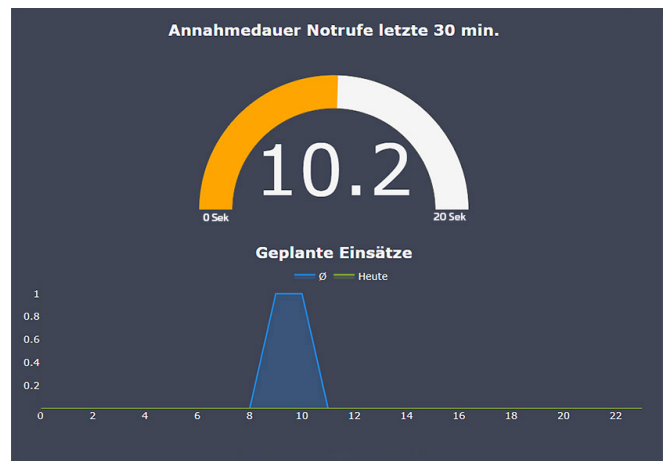 Annahmedauer Notrufe letzte 30 min.
10.2
0 Sek 20 Sek
Geplante Einsätze
Ø Heute
1
0.8
0.6
0.4
0.2
0 2 4 6 8 10 12 14 16 18 20 22